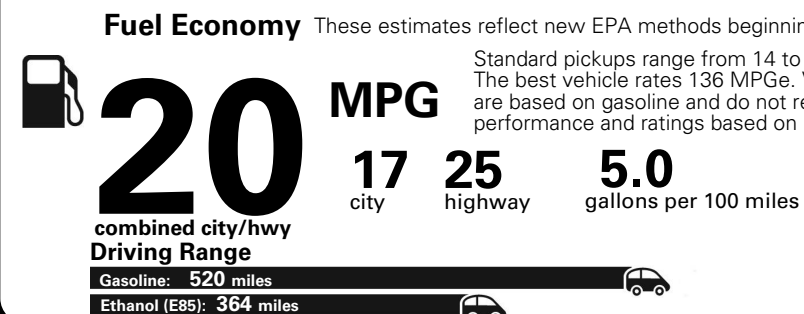 Fuel Economy These estimates reflect new EPA methods beginnin
Standard pickups range from 14 to
The best vehicle rates 136 MPGe. V
are based on gasoline and do not re
performance and ratings based on
20 MPG
17 25 5.0
city highway gallons per 100 miles
combined city/hwy
Driving Range
Gasoline: 520 miles
Ethanol (E85): 364 miles